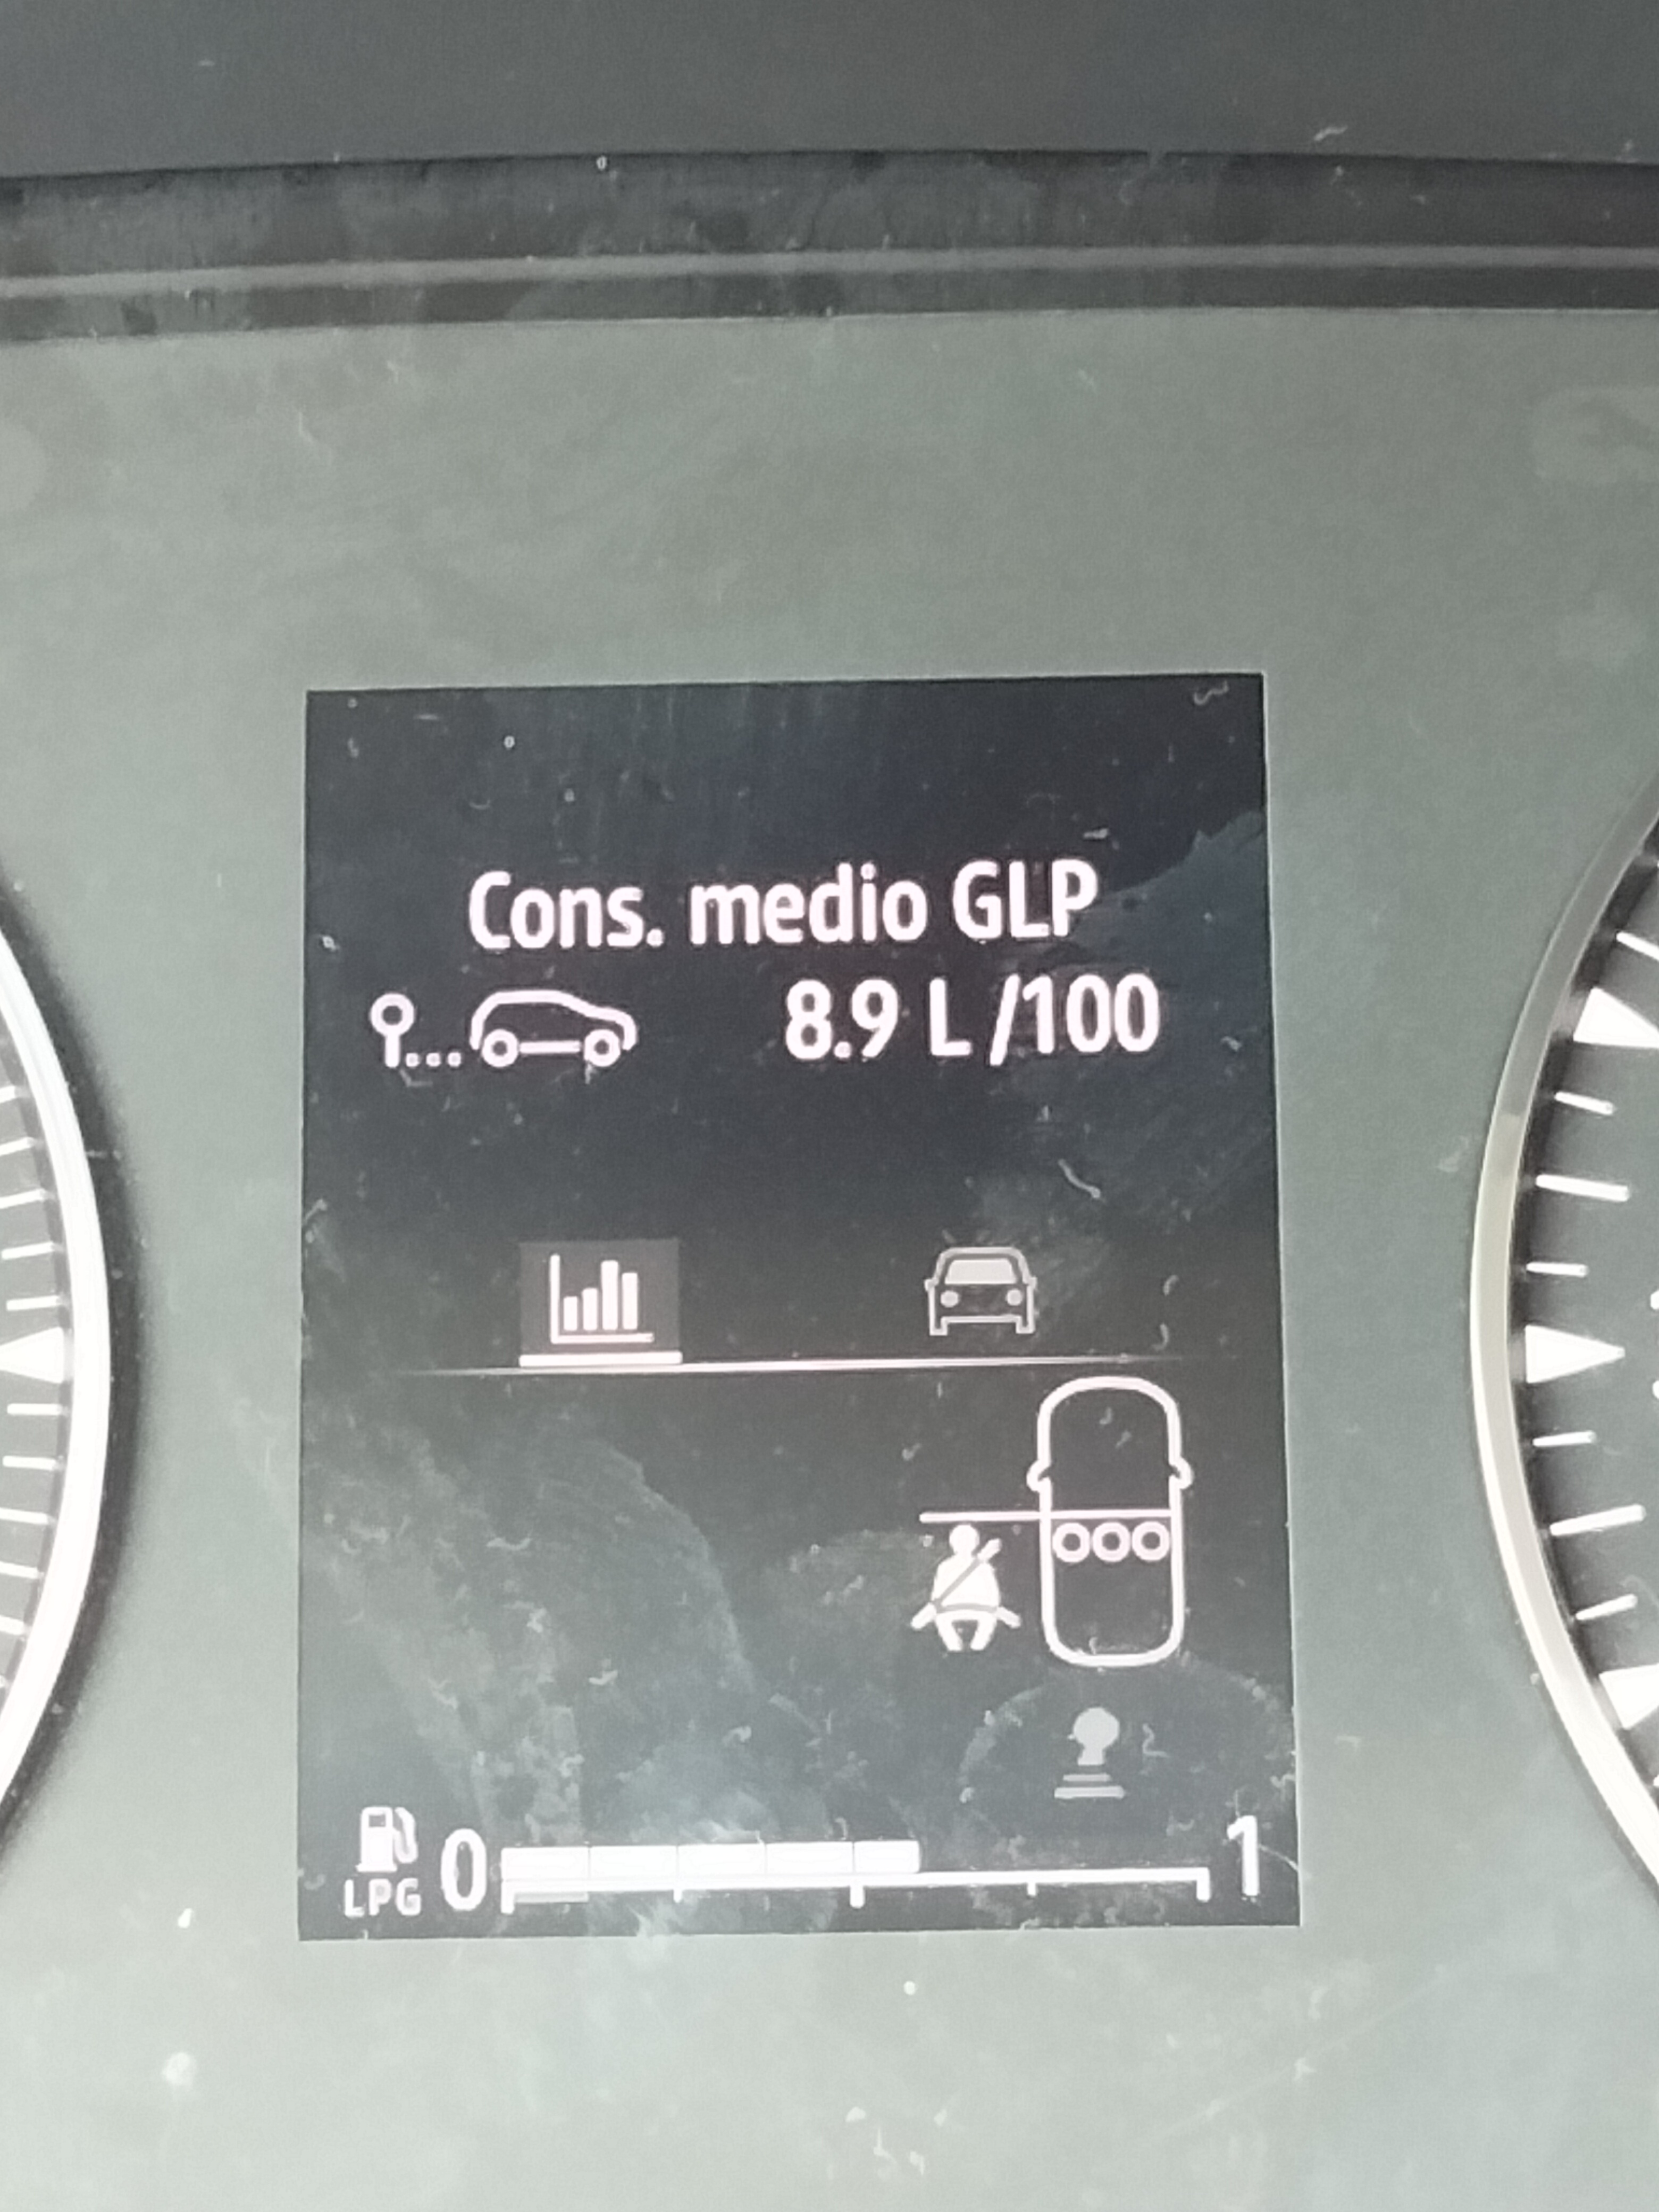 Cons. medio GLP
8.9 L /100
0 1
LPG